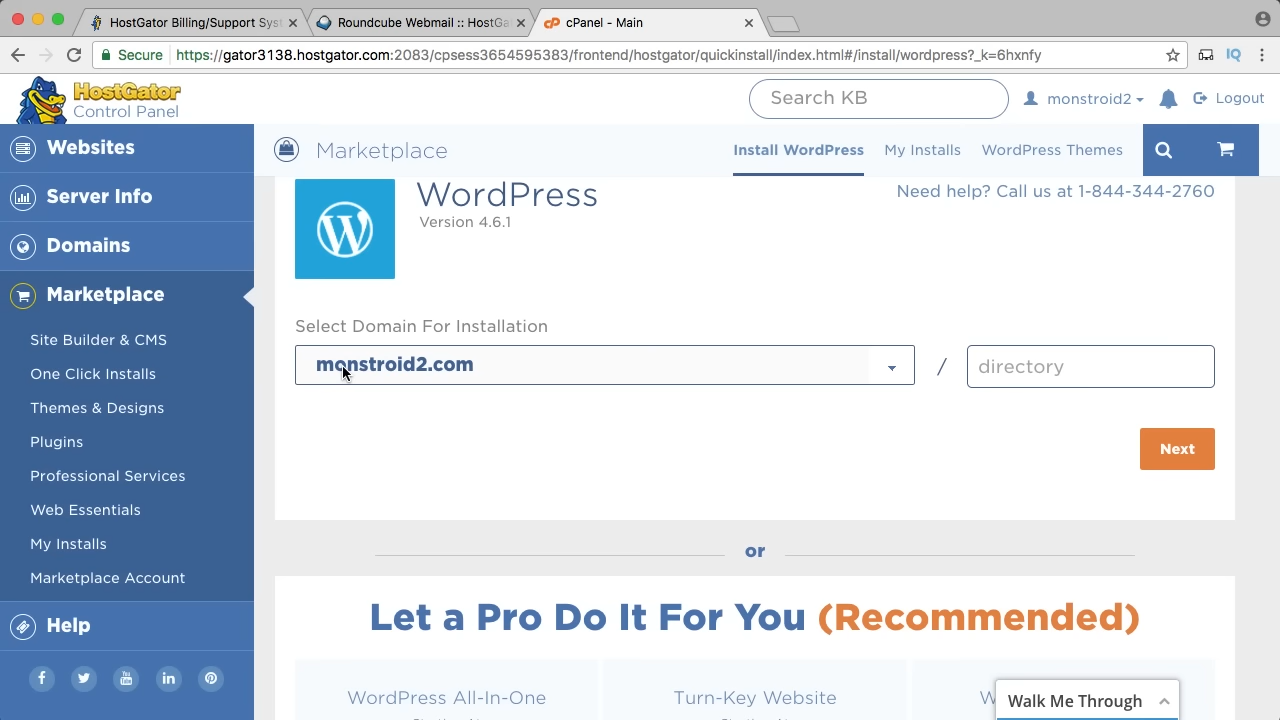 HostGator Billing/Support Sys
Roundcube Webmail :: HostGa
cPanel - Main
Secure
https://gator3138.hostgator.com:2083/cpsess3654595383/frontend/hostgator/quickinstall/index.html#/install/wordpress?_k=6hxnfy
HostGator
Control Panel
Search KB
monstroid2
Logout
Websites
Server Info
Domains
Marketplace
Site Builder & CMS
One Click Installs
Themes & Designs
Plugins
Professional Services
Web Essentials
My Installs
Marketplace Account
Help
Marketplace
Install WordPress
My Installs
WordPress Themes
WordPress
Version 4.6.1
Need help? Call us at 1-844-344-2760
Select Domain For Installation
monstroid2.com
/
directory
Next
or
Let a Pro Do It For You (Recommended)
WordPress All-In-One
Turn-Key Website
Walk Me Through